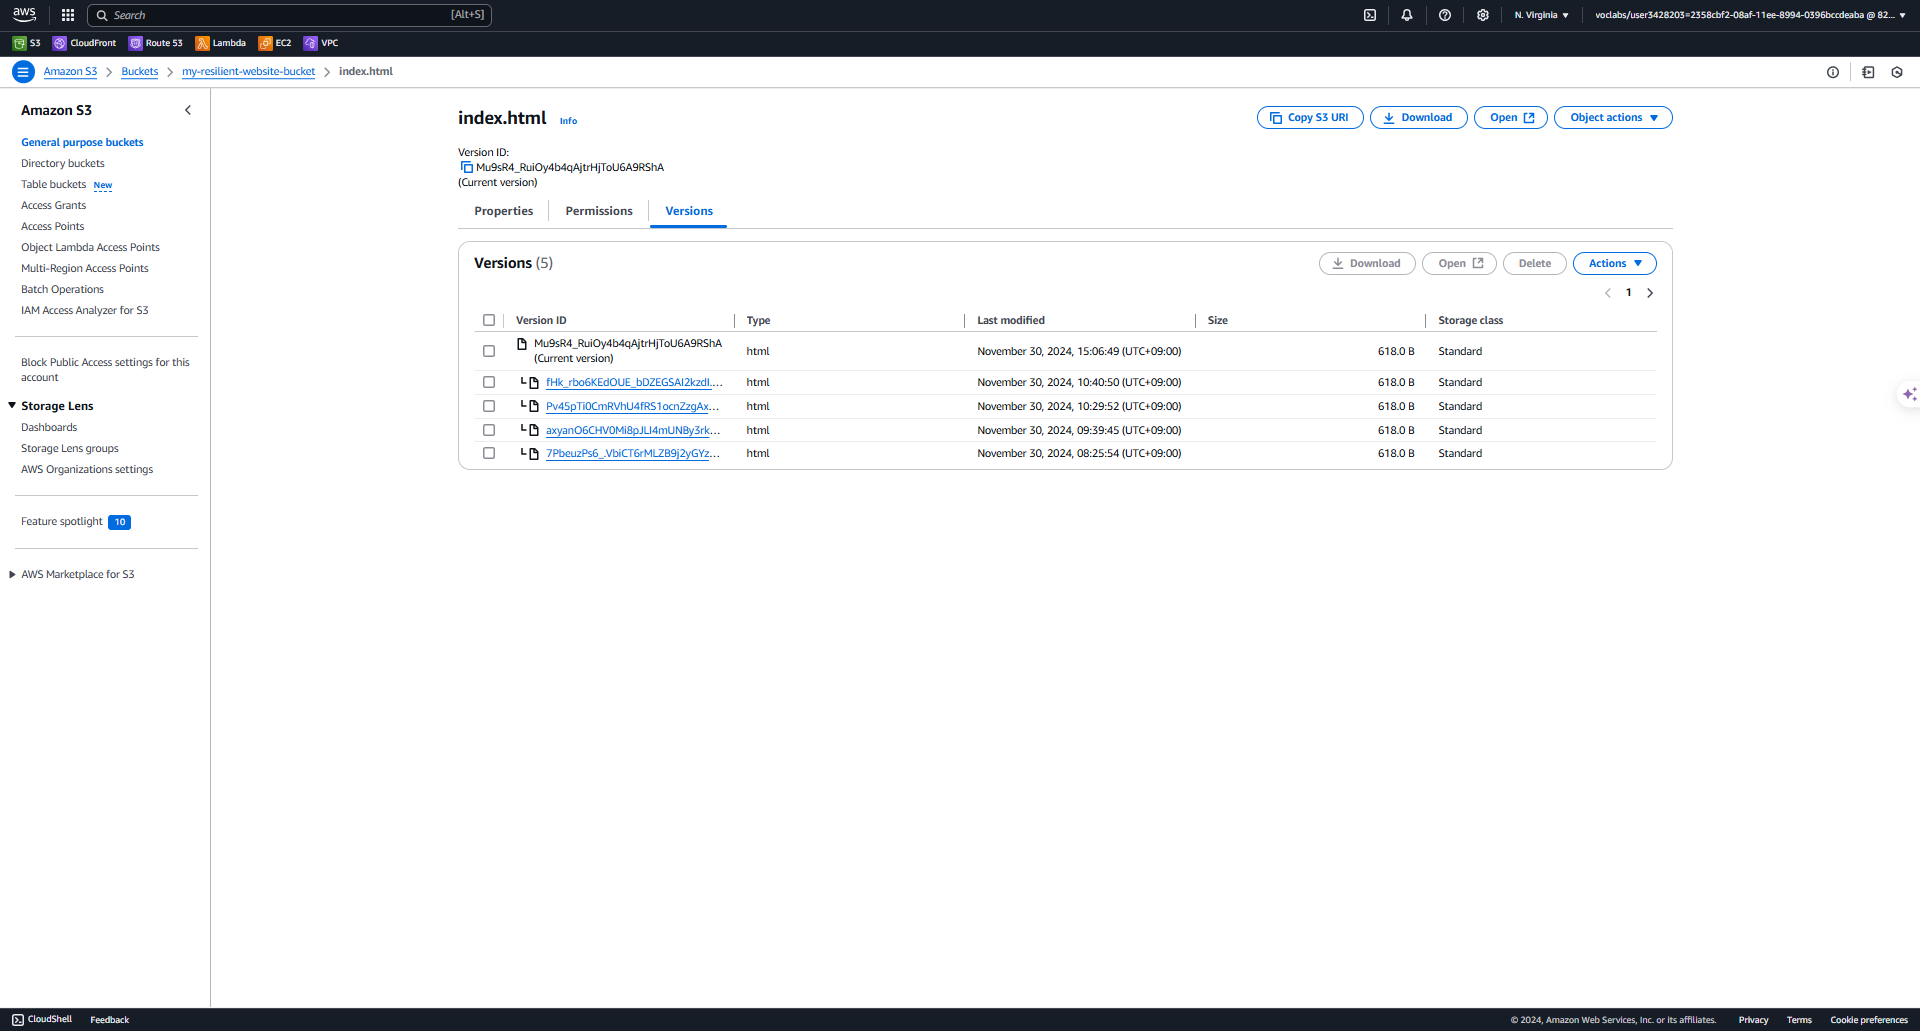 aws
Search [Alt+S]
N. Virginia
voclabs/user3428203=2358cbf2-08af-11ee-8994-0396bccdeaba @ 82...
S3 CloudFront Route 53 Lambda EC2 VPC
Amazon S3 Buckets my-resilient-website-bucket index.html
Amazon S3
General purpose buckets
Directory buckets
Table buckets New
Access Grants
Access Points
Object Lambda Access Points
Multi-Region Access Points
Batch Operations
IAM Access Analyzer for S3
Block Public Access settings for this
account
Storage Lens
Dashboards
Storage Lens groups
AWS Organizations settings
Feature spotlight 10
AWS Marketplace for S3
index.html Info
Copy S3 URI Download Open Object actions
Version ID:
Mu9sR4_RuiOy4b4qAjtrHjToU6A9RShA
(Current version)
Properties Permissions Versions
Versions (5)
Download Open Delete Actions
1
Version ID Type Last modified Size Storage class
Mu9sR4_RuiOy4b4qAjtrHjToU6A9RShA
(Current version) html November 30, 2024, 15:06:49 (UTC+09:00) 618.0 B Standard
fHk_rbo6KEdOUE_bDZEGSAI2kzdI.... html November 30, 2024, 10:40:50 (UTC+09:00) 618.0 B Standard
Pv45pTi0CmRVhU4fRS1ocnZzgAx... html November 30, 2024, 10:29:52 (UTC+09:00) 618.0 B Standard
axyanO6CHV0Mi8pJLI4mUNBy3rk... html November 30, 2024, 09:39:45 (UTC+09:00) 618.0 B Standard
7PbeuzPs6_.VbiCT6rMLZB9j2yGYz... html November 30, 2024, 08:25:54 (UTC+09:00) 618.0 B Standard
CloudShell Feedback
© 2024, Amazon Web Services, Inc. or its affiliates. Privacy Terms Cookie preferences